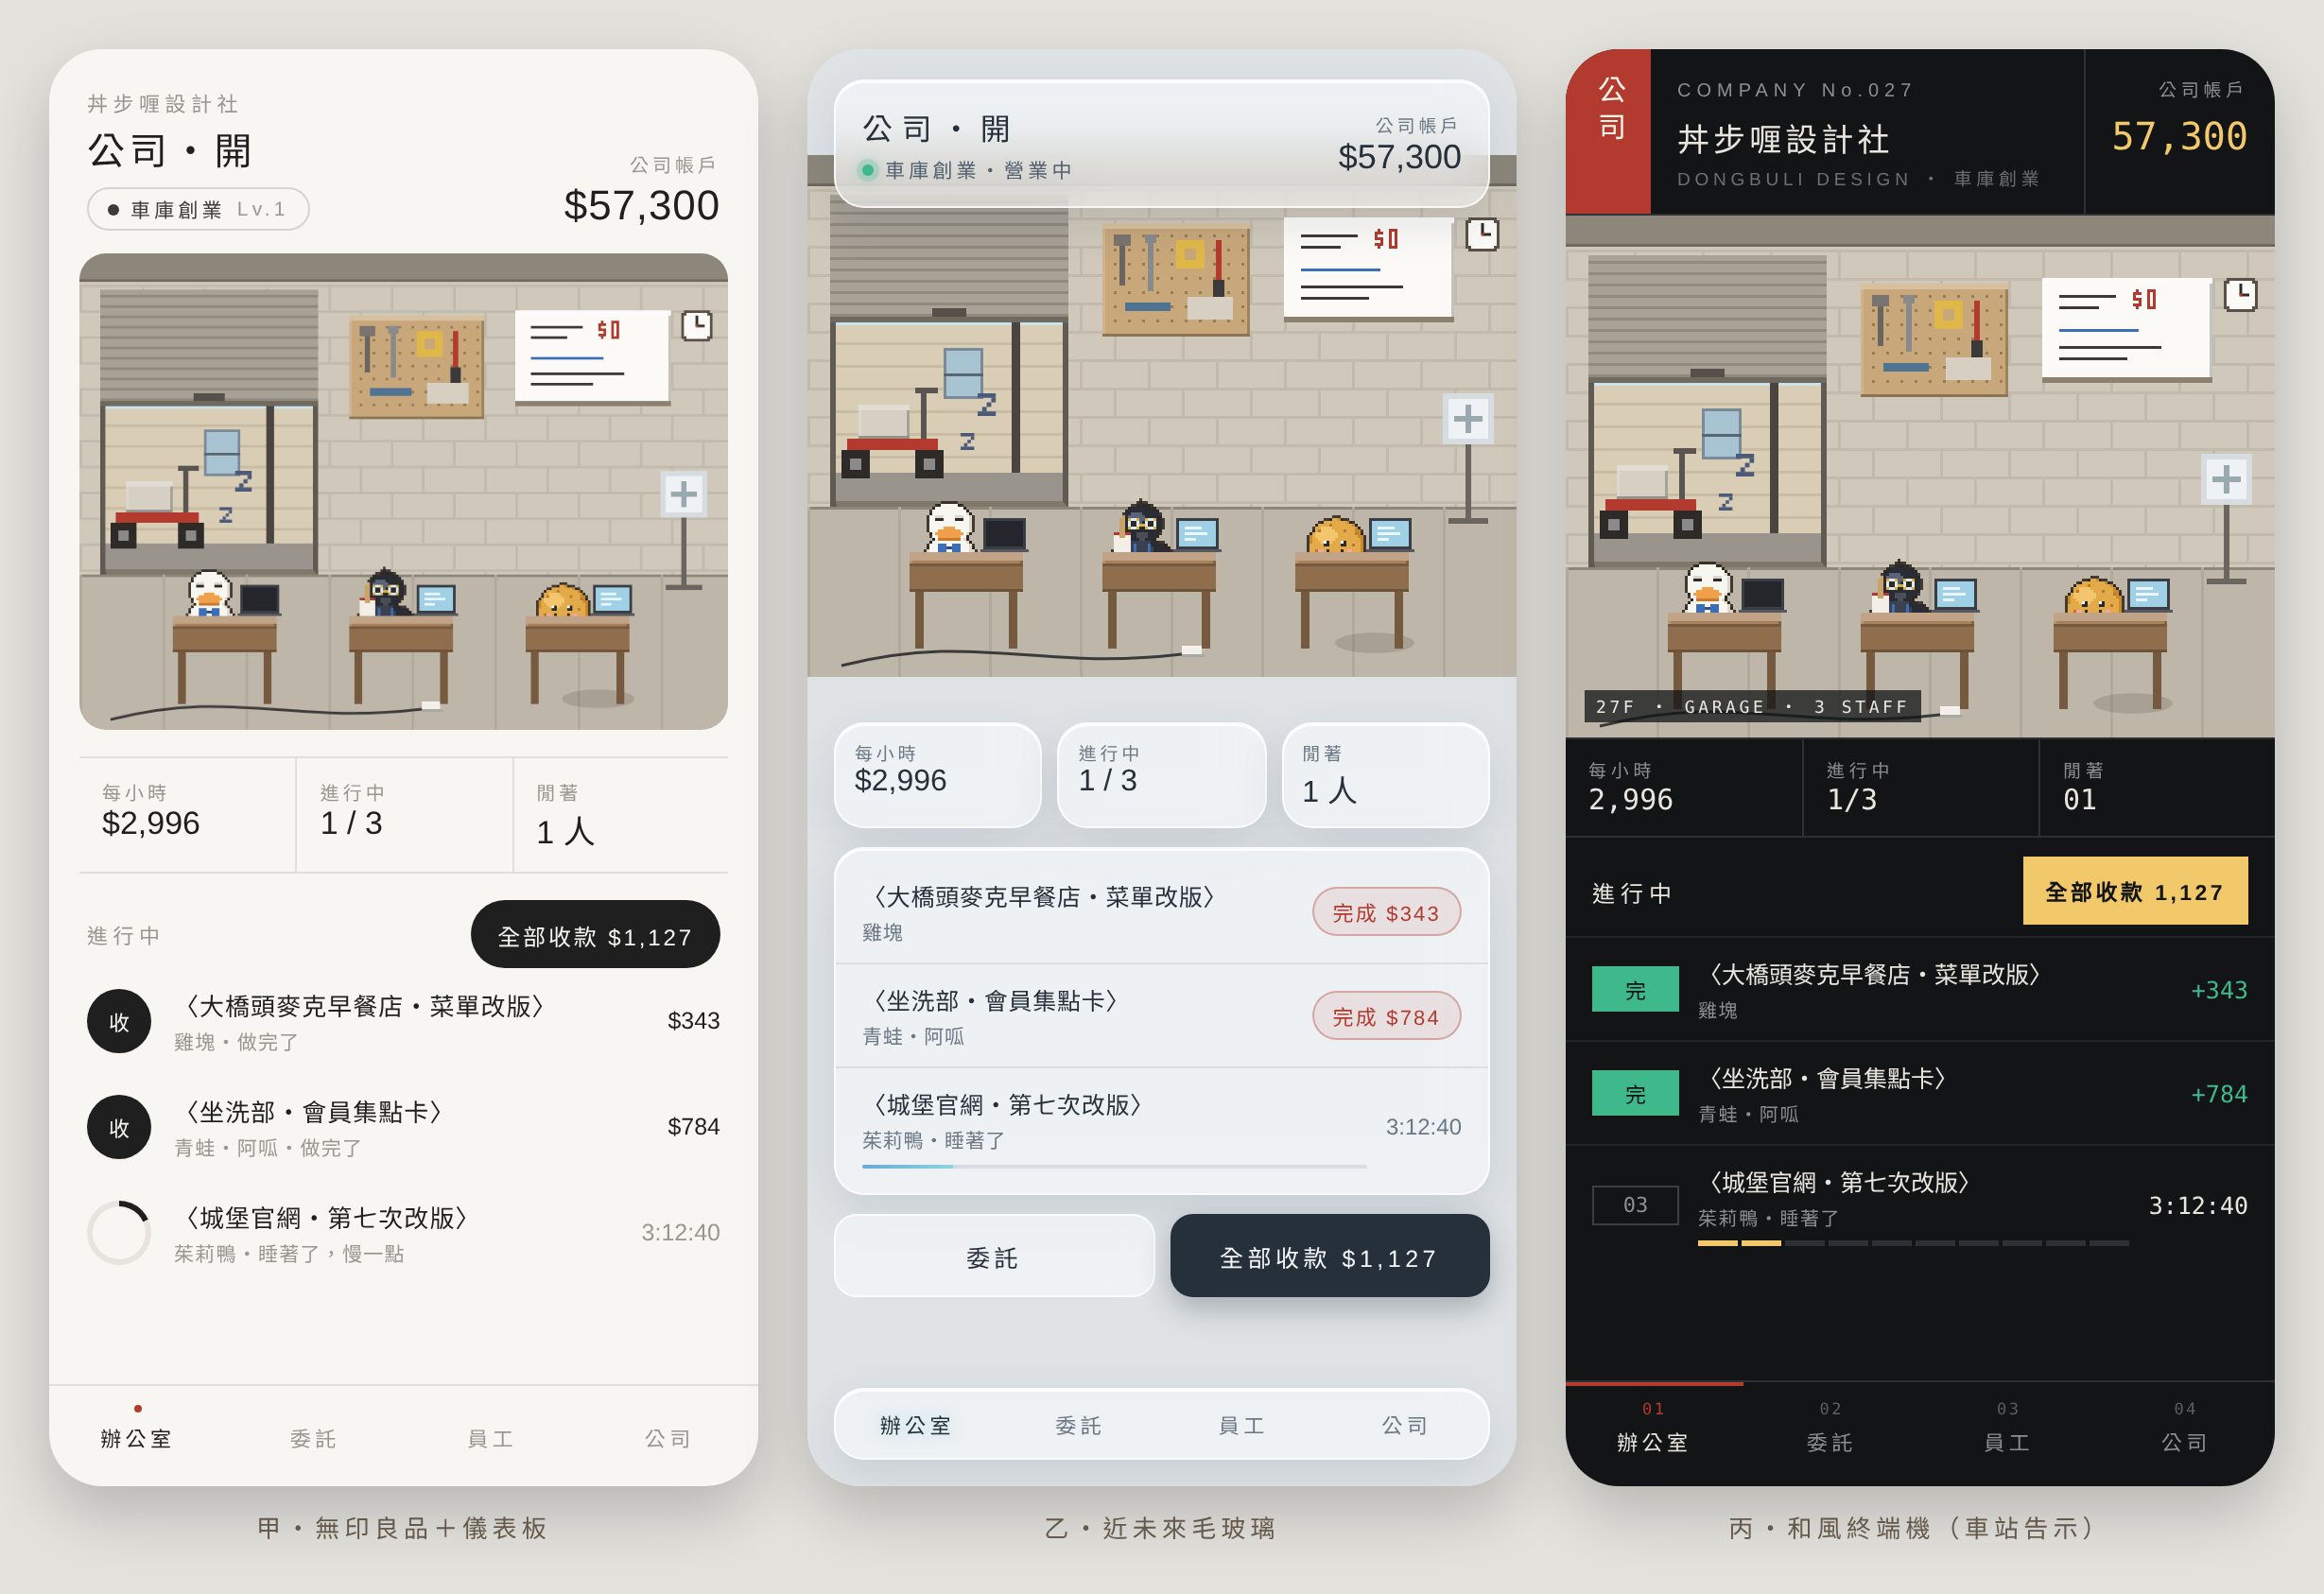 丼步喱設計社
公司・開
車庫創業 Lv.1
公司帳戶
$57,300
$0
z
z
每小時
$2,996
進行中
1 / 3
閒著
1 人
進行中
全部收款 $1,127
收
〈大橋頭麥克早餐店・菜單改版〉
雞塊・做完了
$343
收
〈坐洗部・會員集點卡〉
青蛙・阿呱・做完了
$784
〈城堡官網・第七次改版〉
茱莉鴨・睡著了，慢一點
3:12:40
辦公室
委託
員工
公司
甲・無印良品＋儀表板
公司・開
車庫創業・營業中
公司帳戶
$57,300
$0
z
z
每小時
$2,996
進行中
1 / 3
閒著
1 人
〈大橋頭麥克早餐店・菜單改版〉
雞塊
完成 $343
〈坐洗部・會員集點卡〉
青蛙・阿呱
完成 $784
〈城堡官網・第七次改版〉
茱莉鴨・睡著了
3:12:40
委託
全部收款 $1,127
辦公室
委託
員工
公司
乙・近未來毛玻璃
公司
COMPANY No.027
丼步喱設計社
DONGBULI DESIGN ・ 車庫創業
公司帳戶
57,300
$0
z
z
27F ・ GARAGE ・ 3 STAFF
每小時
2,996
進行中
1/3
閒著
01
進行中
全部收款 1,127
完
〈大橋頭麥克早餐店・菜單改版〉
雞塊
+343
完
〈坐洗部・會員集點卡〉
青蛙・阿呱
+784
03
〈城堡官網・第七次改版〉
茱莉鴨・睡著了
3:12:40
01
辦公室
02
委託
03
員工
04
公司
丙・和風終端機（車站告示）